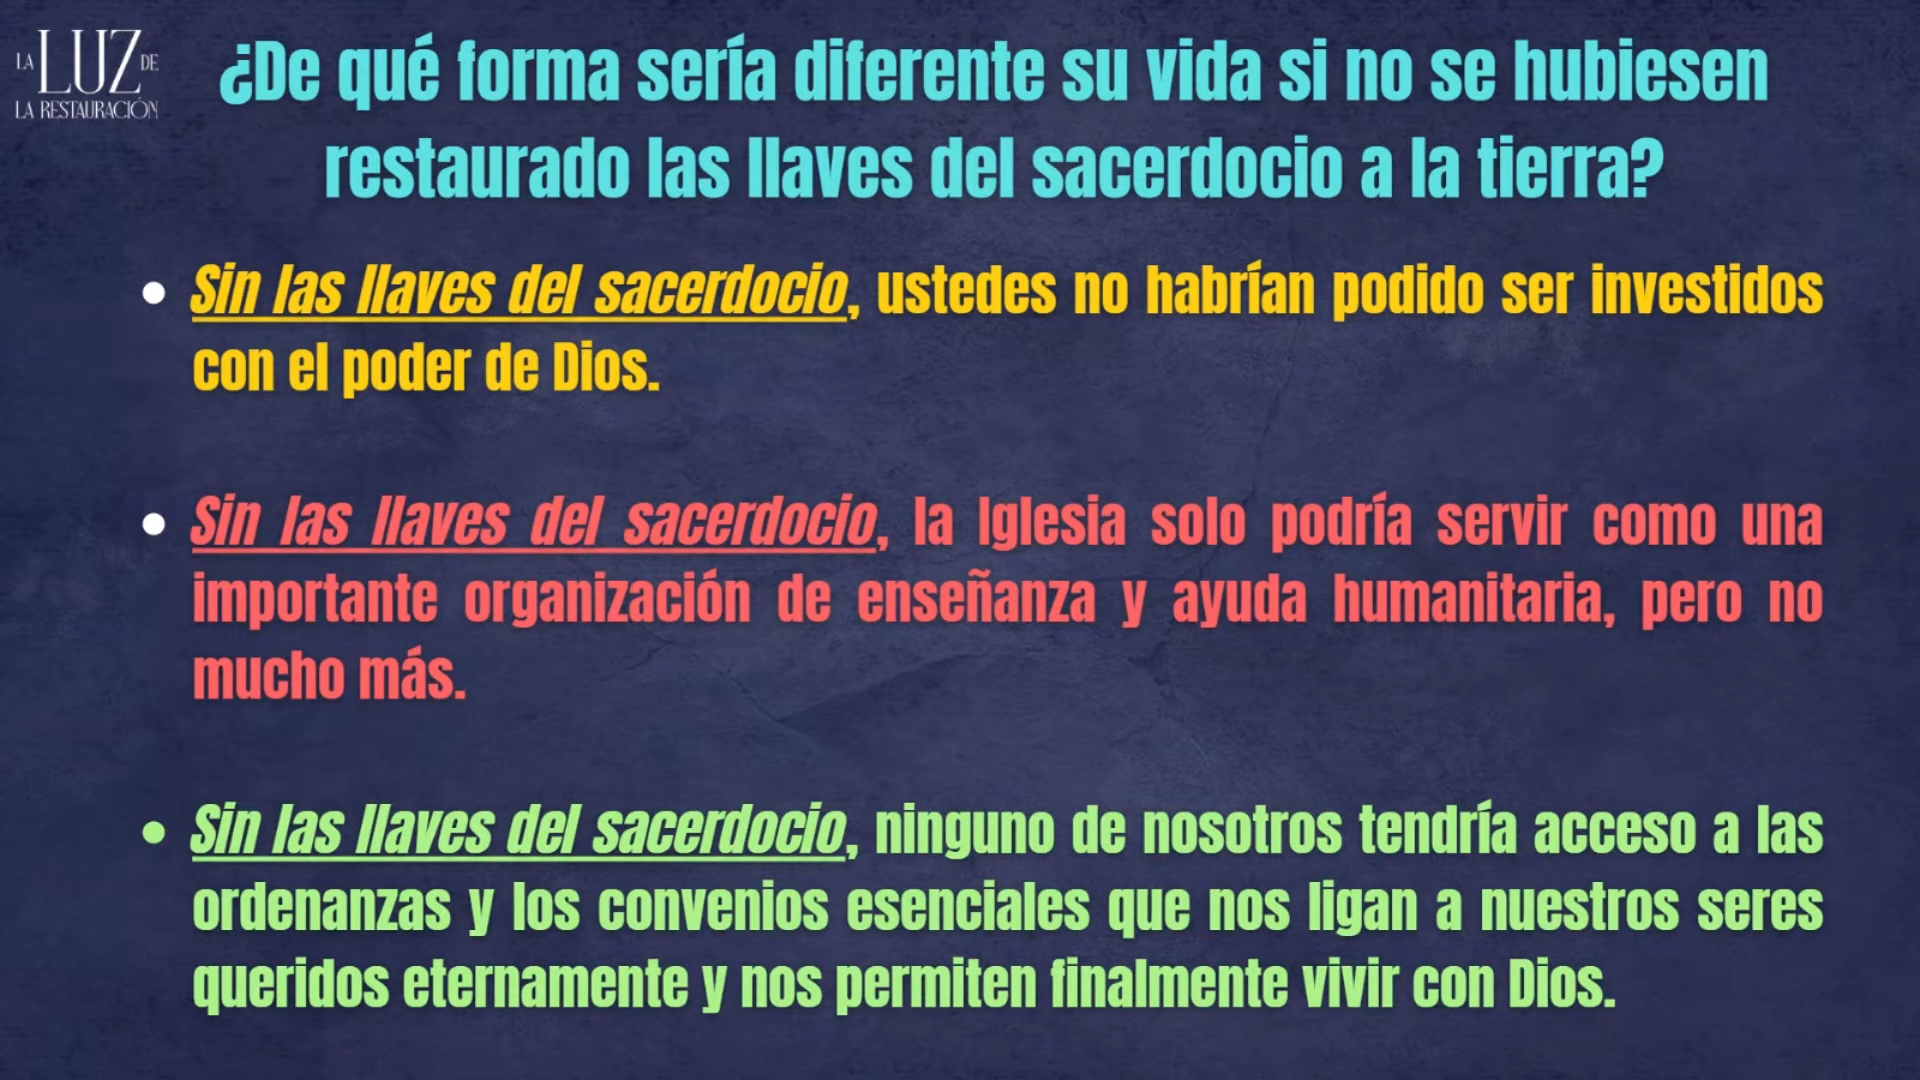 LA LUZ DE
LA RESTAURACIÓN
¿De qué forma sería diferente su vida si no se hubiesen
restaurado las llaves del sacerdocio a la tierra?
• Sin las llaves del sacerdocio, ustedes no habrían podido ser investidos
con el poder de Dios.
• Sin las llaves del sacerdocio, la Iglesia solo podría servir como una
importante organización de enseñanza y ayuda humanitaria, pero no
mucho más.
• Sin las llaves del sacerdocio, ninguno de nosotros tendría acceso a las
ordenanzas y los convenios esenciales que nos ligan a nuestros seres
queridos eternamente y nos permiten finalmente vivir con Dios.